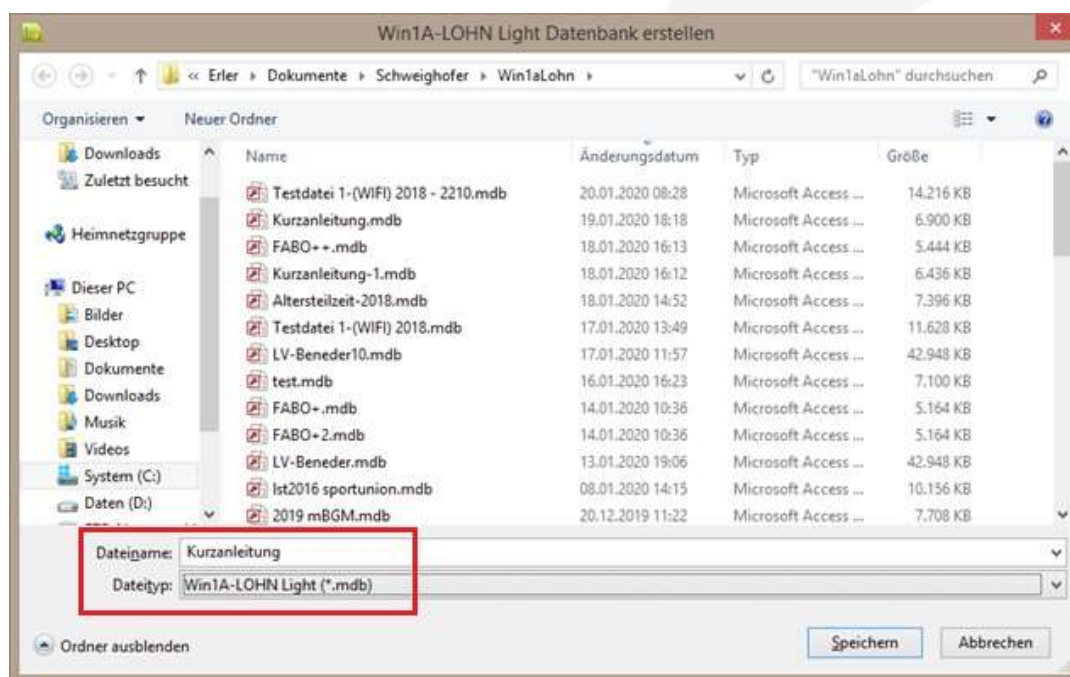 Win1A-LOHN Light Datenbank erstellen
« Erler ▸ Dokumente ▸ Schweighofer ▸ Win1aLohn ▸ "Win1aLohn" durchsuchen
Organisieren Neuer Ordner
Downloads
Zuletzt besucht
Heimnetzgruppe
Dieser PC
Bilder
Desktop
Dokumente
Downloads
Musik
Videos
System (C:)
Daten (D:)
Name Änderungsdatum Typ Größe
Testdatei 1-(WIFI) 2018 - 2210.mdb 20.01.2020 08:28 Microsoft Access ... 14.216 KB
Kurzanleitung.mdb 19.01.2020 18:18 Microsoft Access ... 6.900 KB
FABO++.mdb 18.01.2020 16:13 Microsoft Access ... 5.444 KB
Kurzanleitung-1.mdb 18.01.2020 16:12 Microsoft Access ... 6.436 KB
Altersteilzeit-2018.mdb 18.01.2020 14:52 Microsoft Access ... 7.396 KB
Testdatei 1-(WIFI) 2018.mdb 17.01.2020 13:49 Microsoft Access ... 11.628 KB
LV-Beneder10.mdb 17.01.2020 11:57 Microsoft Access ... 42.948 KB
test.mdb 16.01.2020 16:23 Microsoft Access ... 7.100 KB
FABO+.mdb 14.01.2020 10:36 Microsoft Access ... 5.164 KB
FABO+2.mdb 14.01.2020 10:36 Microsoft Access ... 5.164 KB
LV-Beneder.mdb 13.01.2020 19:06 Microsoft Access ... 42.948 KB
lst2016 sportunion.mdb 08.01.2020 14:15 Microsoft Access ... 10.156 KB
2019 mBGM.mdb 20.12.2019 11:22 Microsoft Access ... 7.708 KB
Dateiname: Kurzanleitung
Dateityp: Win1A-LOHN Light (*.mdb)
Ordner ausblenden Speichern Abbrechen